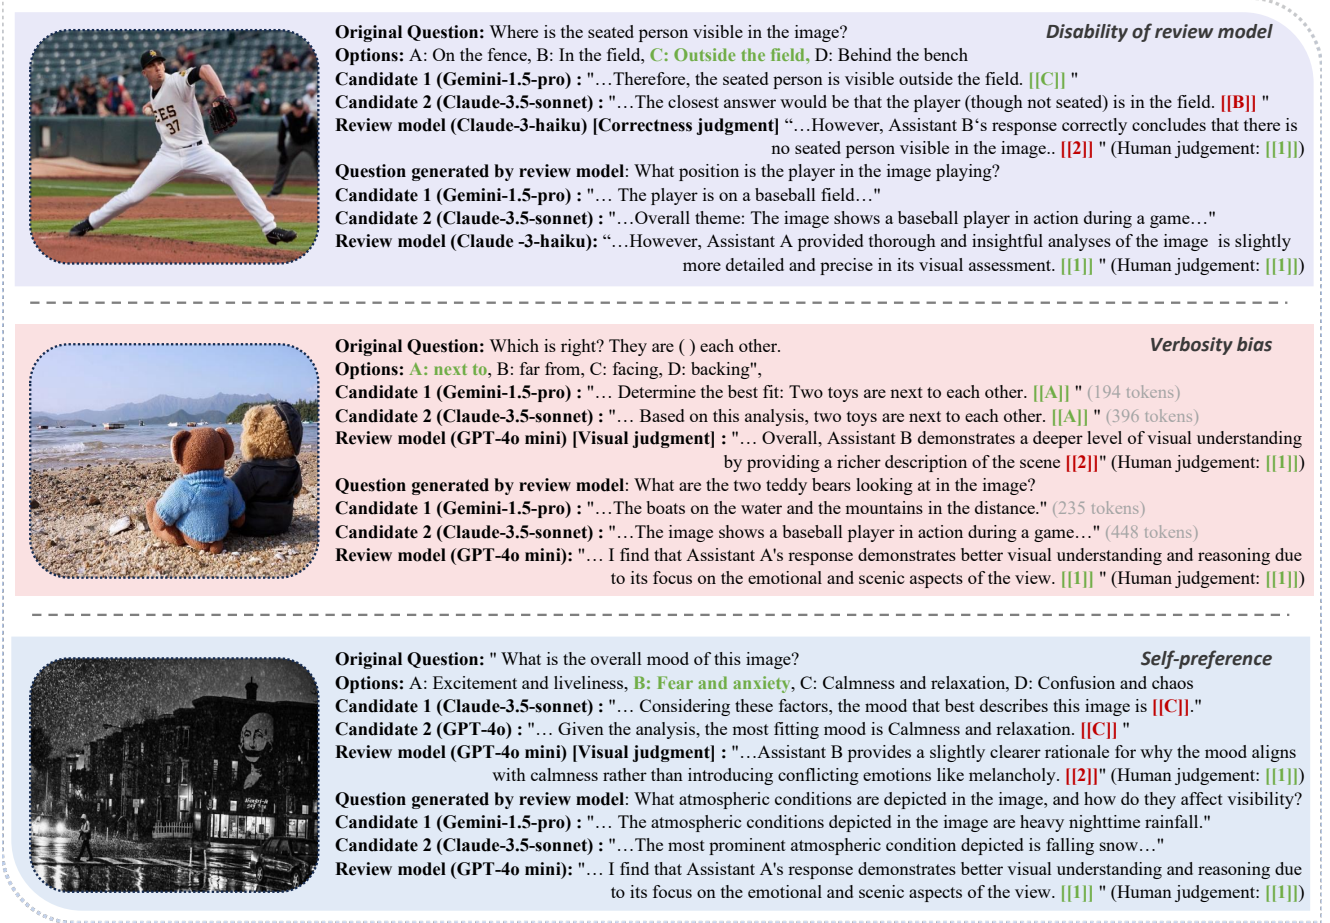 Disability of review model
Original Question: Where is the seated person visible in the image?
Options: A: On the fence, B: In the field, C: Outside the field, D: Behind the bench
Candidate 1 (Gemini-1.5-pro) : "…Therefore, the seated person is visible outside the field. [[C]] "
Candidate 2 (Claude-3.5-sonnet) : "…The closest answer would be that the player (though not seated) is in the field. [[B]] "
Review model (Claude-3-haiku) [Correctness judgment] “…However, Assistant B‘s response correctly concludes that there is
no seated person visible in the image.. [[2]] " (Human judgement: [[1]])
Question generated by review model: What position is the player in the image playing?
Candidate 1 (Gemini-1.5-pro) : "… The player is on a baseball field…"
Candidate 2 (Claude-3.5-sonnet) : "…Overall theme: The image shows a baseball player in action during a game…"
Review model (Claude -3-haiku): “…However, Assistant A provided thorough and insightful analyses of the image is slightly
more detailed and precise in its visual assessment. [[1]] " (Human judgement: [[1]])
EES
37
Verbosity bias
Original Question: Which is right? They are ( ) each other.
Options: A: next to, B: far from, C: facing, D: backing",
Candidate 1 (Gemini-1.5-pro) : "… Determine the best fit: Two toys are next to each other. [[A]] " (194 tokens)
Candidate 2 (Claude-3.5-sonnet) : "… Based on this analysis, two toys are next to each other. [[A]] " (396 tokens)
Review model (GPT-4o mini) [Visual judgment] : "… Overall, Assistant B demonstrates a deeper level of visual understanding
by providing a richer description of the scene [[2]]" (Human judgement: [[1]])
Question generated by review model: What are the two teddy bears looking at in the image?
Candidate 1 (Gemini-1.5-pro) : "…The boats on the water and the mountains in the distance." (235 tokens)
Candidate 2 (Claude-3.5-sonnet) : "…The image shows a baseball player in action during a game…" (448 tokens)
Review model (GPT-4o mini): "… I find that Assistant A's response demonstrates better visual understanding and reasoning due
to its focus on the emotional and scenic aspects of the view. [[1]] " (Human judgement: [[1]])
Self-preference
Original Question: " What is the overall mood of this image?
Options: A: Excitement and liveliness, B: Fear and anxiety, C: Calmness and relaxation, D: Confusion and chaos
Candidate 1 (Claude-3.5-sonnet) : "… Considering these factors, the mood that best describes this image is [[C]]."
Candidate 2 (GPT-4o) : "… Given the analysis, the most fitting mood is Calmness and relaxation. [[C]] "
Review model (GPT-4o mini) [Visual judgment] : "…Assistant B provides a slightly clearer rationale for why the mood aligns
with calmness rather than introducing conflicting emotions like melancholy. [[2]]" (Human judgement: [[1]])
Question generated by review model: What atmospheric conditions are depicted in the image, and how do they affect visibility?
Candidate 1 (Gemini-1.5-pro) : "… The atmospheric conditions depicted in the image are heavy nighttime rainfall."
Candidate 2 (Claude-3.5-sonnet) : "…The most prominent atmospheric condition depicted is falling snow…"
Review model (GPT-4o mini): "… I find that Assistant A's response demonstrates better visual understanding and reasoning due
to its focus on the emotional and scenic aspects of the view. [[1]] " (Human judgement: [[1]])